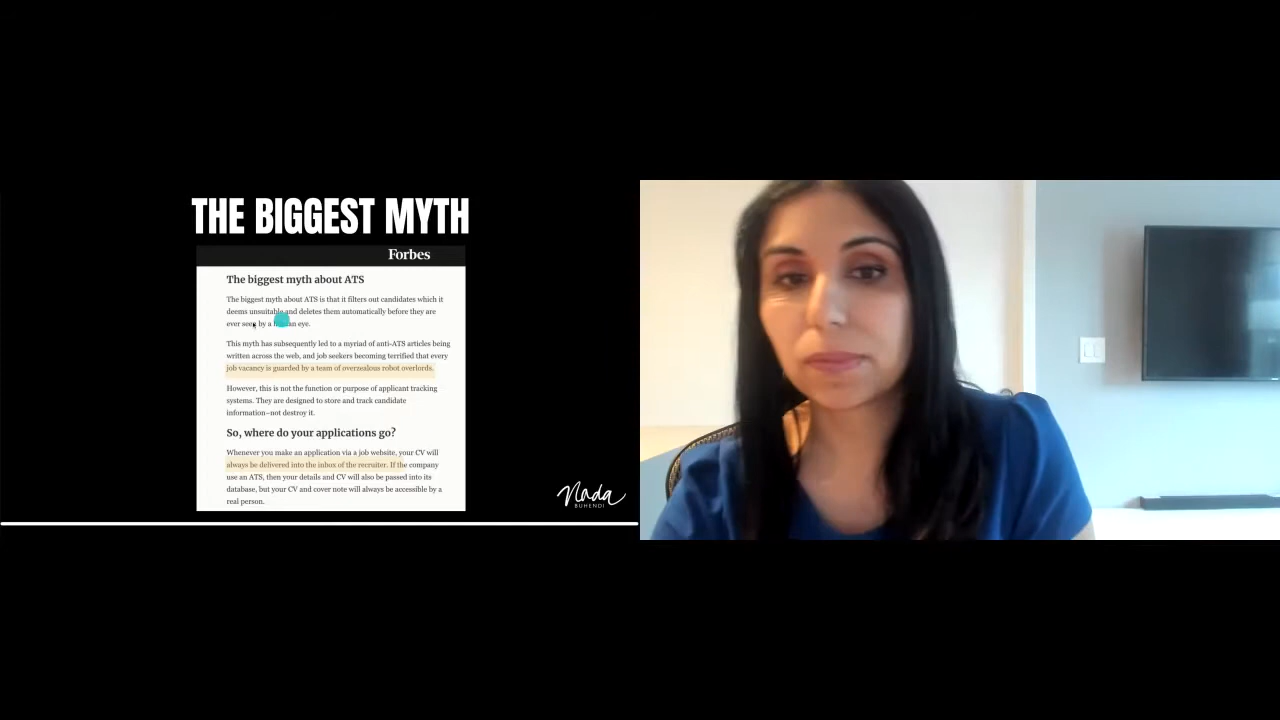 THE BIGGEST MYTH
Forbes
The biggest myth about ATS
The biggest myth about ATS is that it filters out candidates which it
deems unsuitable and deletes them automatically before they are
ever seen by a human eye.
This myth has subsequently led to a myriad of anti-ATS articles being
written across the web, and job seekers becoming terrified that every
job vacancy is guarded by a team of overzealous robot overlords.
However, this is not the function or purpose of applicant tracking
systems. They are designed to store and track candidate
information–not destroy it.
So, where do your applications go?
Whenever you make an application via a job website, your CV will
always be delivered into the inbox of the recruiter. If the company
use an ATS, then your details and CV will also be passed into its
database, but your CV and cover note will always be accessible by a
real person.
Nada
BUHENDI